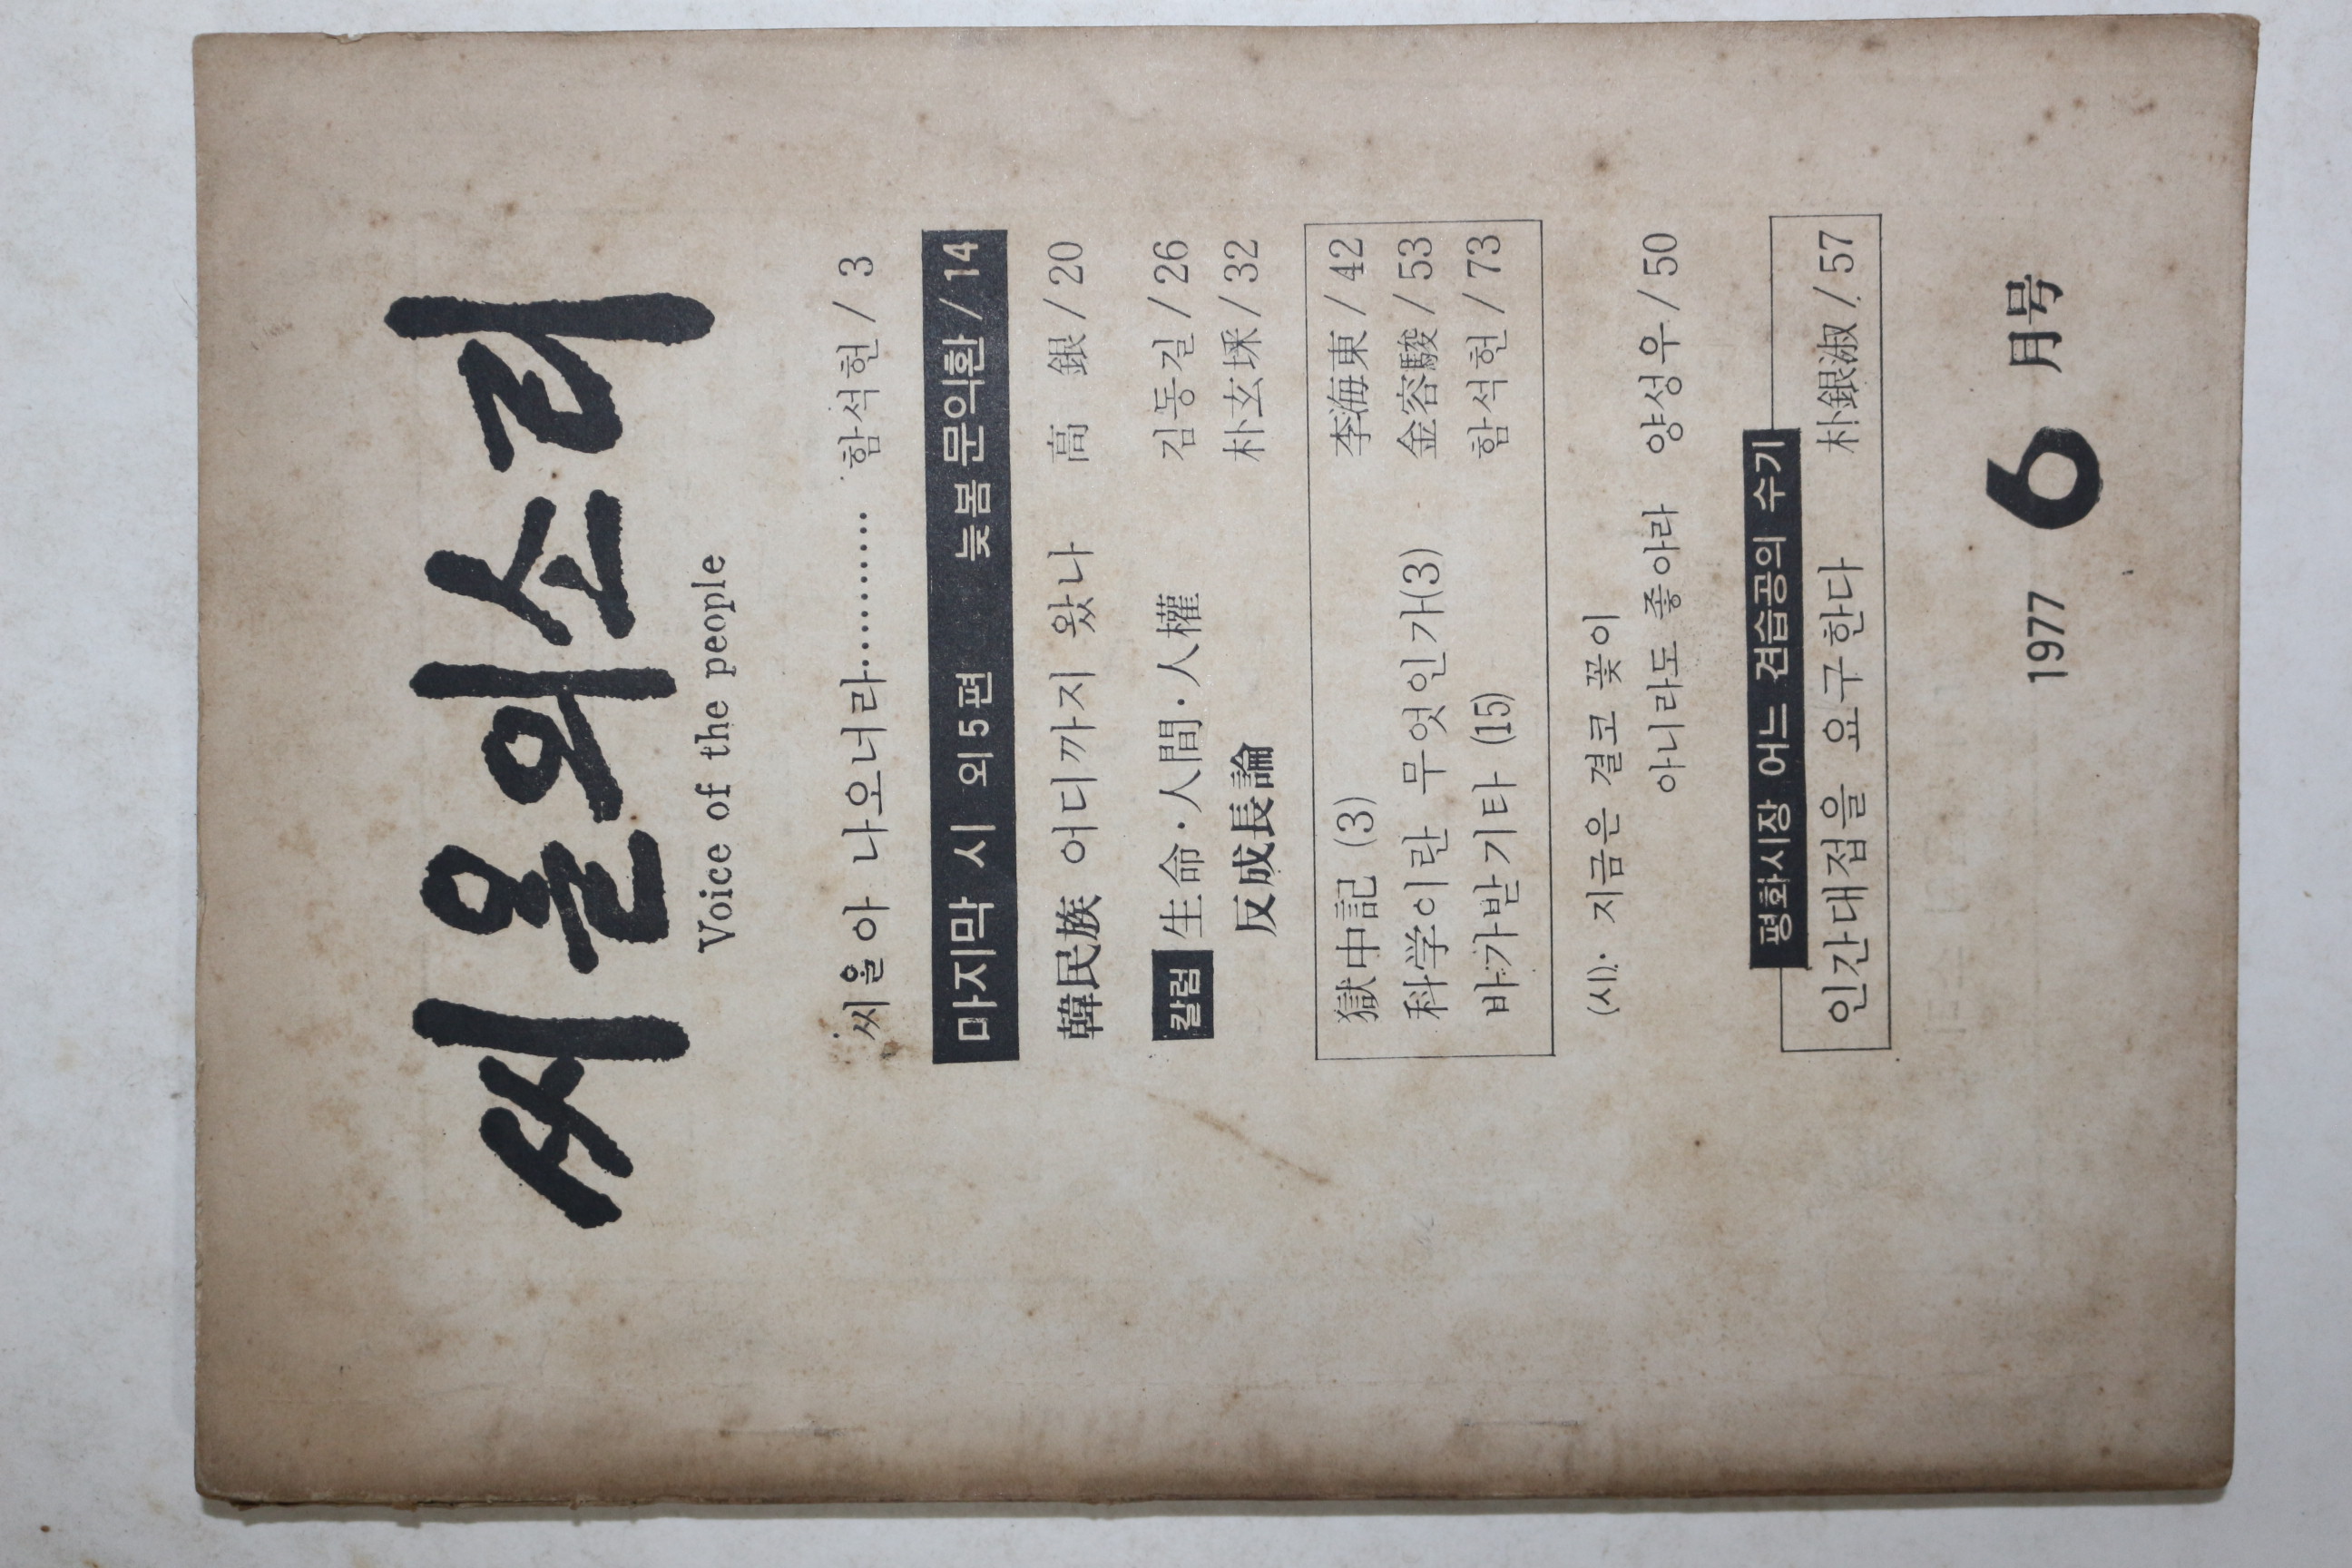 씨올의소리
Voice of the people
씨올아 나오너라........... 함석헌 / 3
마지막 시 외5편 늦봄 문익환 / 14
韓民族 어디까지 왔나 高 銀 / 20
칼럼 生命·人間·人權 김동길 / 26
反成長論 朴玄埰 / 32
獄中記 (3) 李海東 / 42
科学이란 무엇인가(3) 金容駿 / 53
바가받기타 (15) 함석헌 / 73
(시)· 지금은 결코 꽃이
아니라도 좋아라 양성우 / 50
평화시장 어느 견습공의 수기
인간대접을 요구한다 朴銀淑 / 57
1977 6 月号